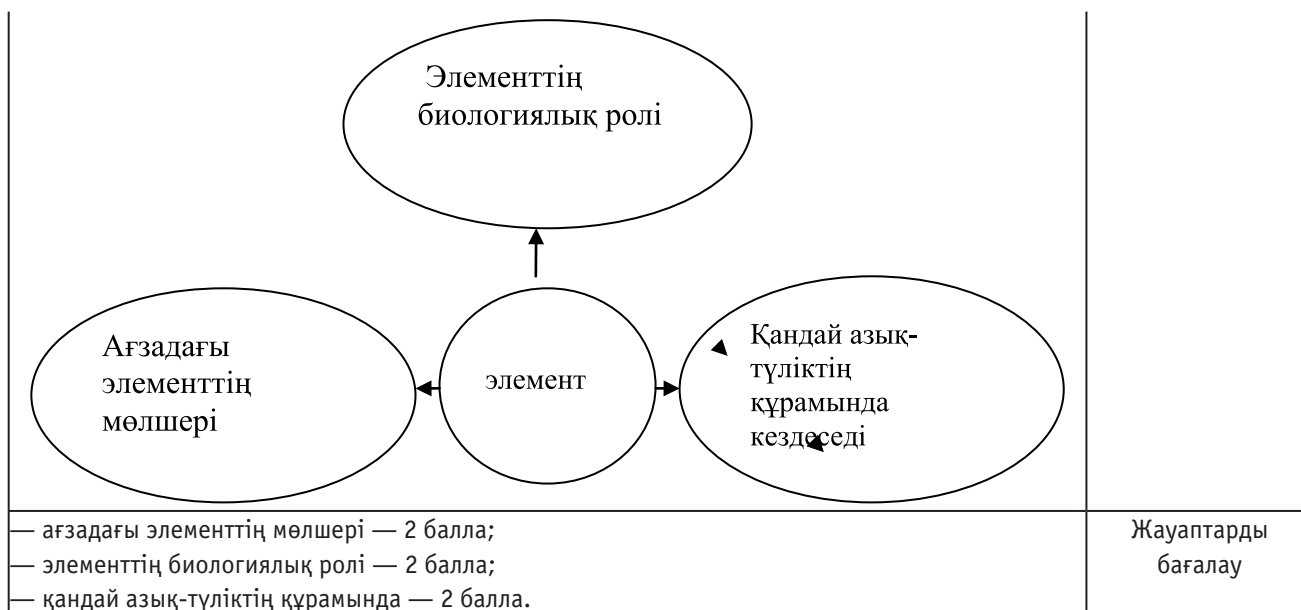 Элементтің
биологиялық ролі
Ағзадағы
элементтің
мөлшері
элемент
Қандай азық-
түліктің
құрамында
кездеседі
— ағзадағы элементтің мөлшері — 2 балла;
— элементтің биологиялық ролі — 2 балла;
— қандай азық-түліктің құрамында — 2 балла.
Жауаптарды
бағалау